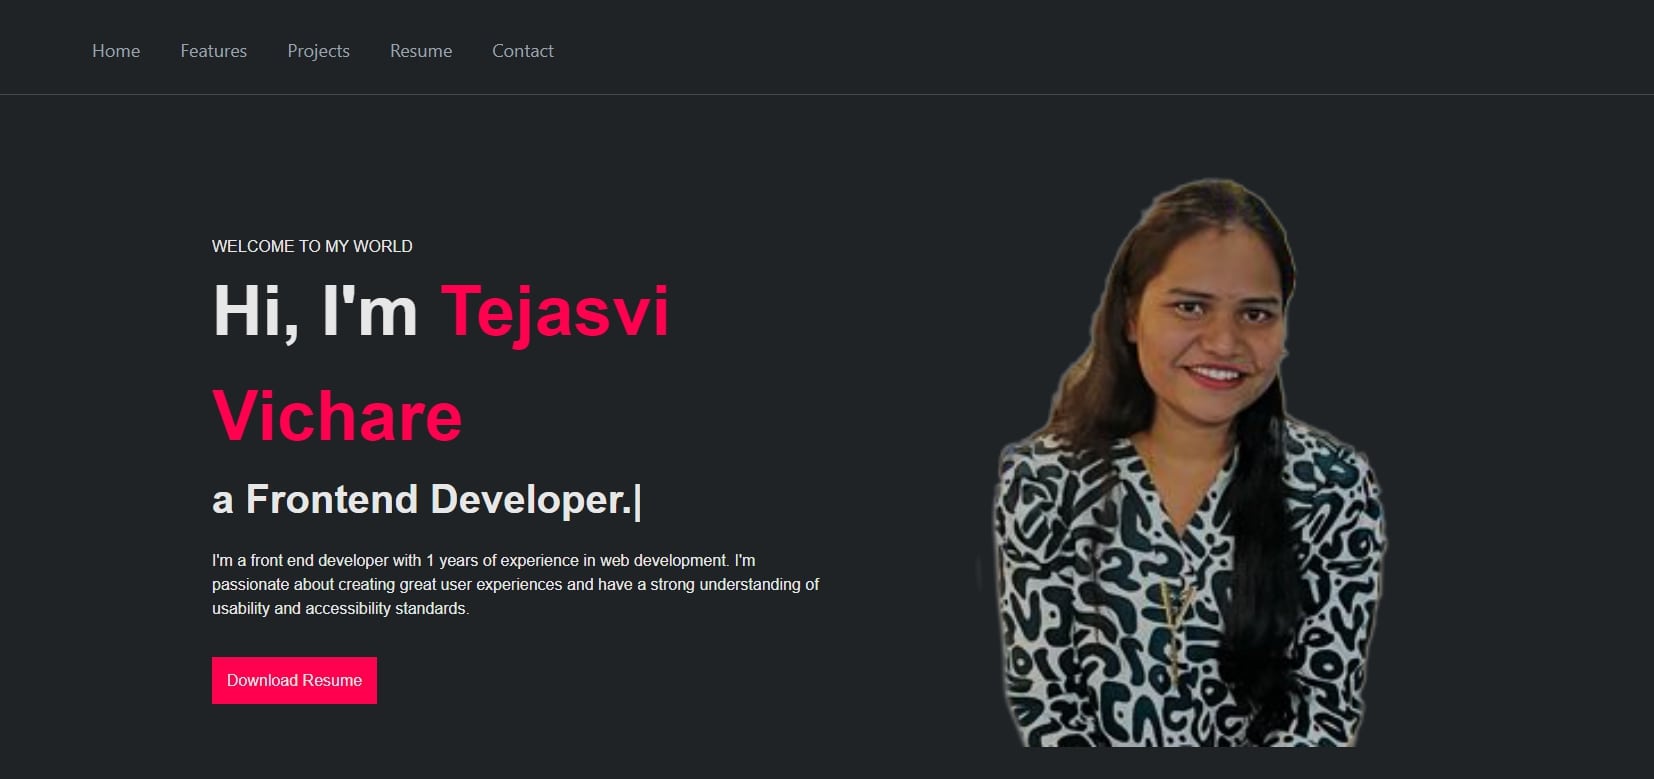 Home Features Projects Resume Contact
WELCOME TO MY WORLD
Hi, I'm Tejasvi
Vichare
a Frontend Developer.|
I'm a front end developer with 1 years of experience in web development. I'm
passionate about creating great user experiences and have a strong understanding of
usability and accessibility standards.
Download Resume